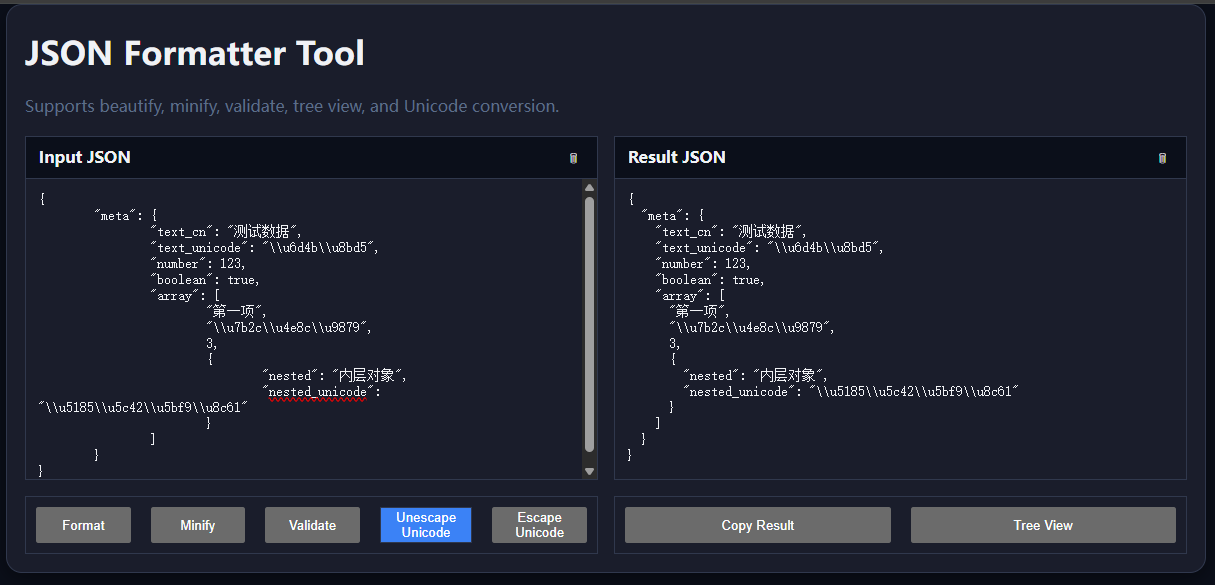 JSON Formatter Tool
Supports beautify, minify, validate, tree view, and Unicode conversion.
Input JSON
{
"meta": {
"text_cn": "测试数据",
"text_unicode": "\\u6d4b\\u8bd5",
"number": 123,
"boolean": true,
"array": [
"第一项",
"\\u7b2c\\u4e8c\\u9879",
3,
{
"nested": "内层对象",
"nested_unicode":
"\\u5185\\u5c42\\u5bf9\\u8c61"
}
]
}
}
Format
Minify
Validate
Unescape
Unicode
Escape
Unicode
Result JSON
{
"meta": {
"text_cn": "测试数据",
"text_unicode": "\\u6d4b\\u8bd5",
"number": 123,
"boolean": true,
"array": [
"第一项",
"\\u7b2c\\u4e8c\\u9879",
3,
{
"nested": "内层对象",
"nested_unicode": "\\u5185\\u5c42\\u5bf9\\u8c61"
}
]
}
}
Copy Result
Tree View